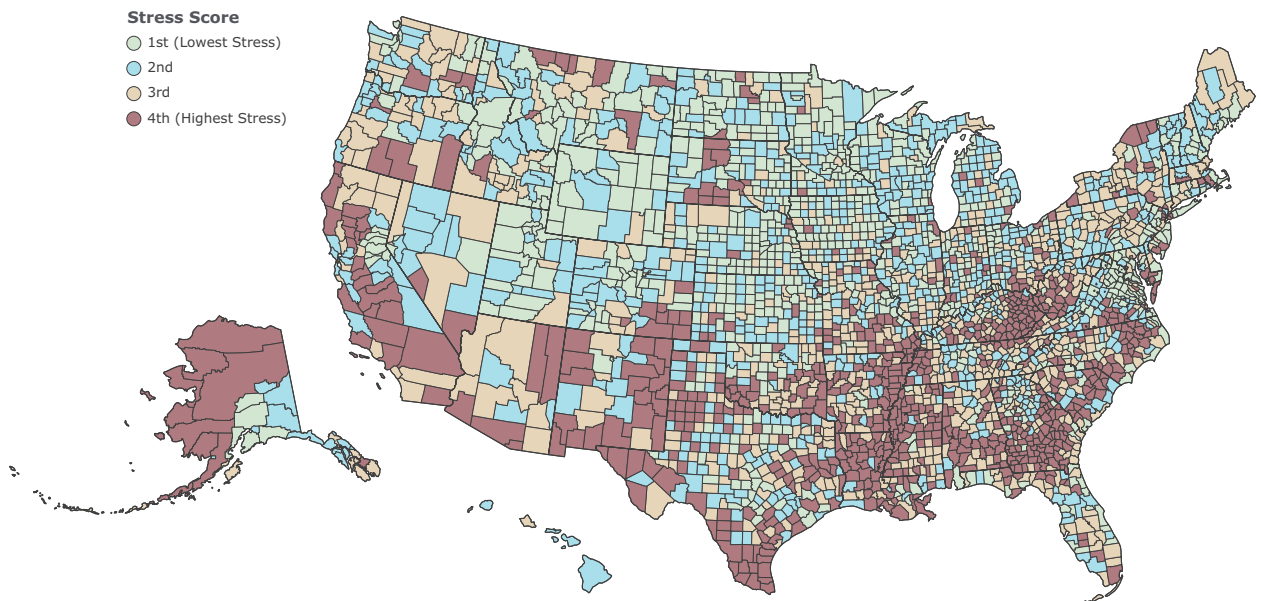 Stress Score
1st (Lowest Stress)
2nd
3rd
4th (Highest Stress)